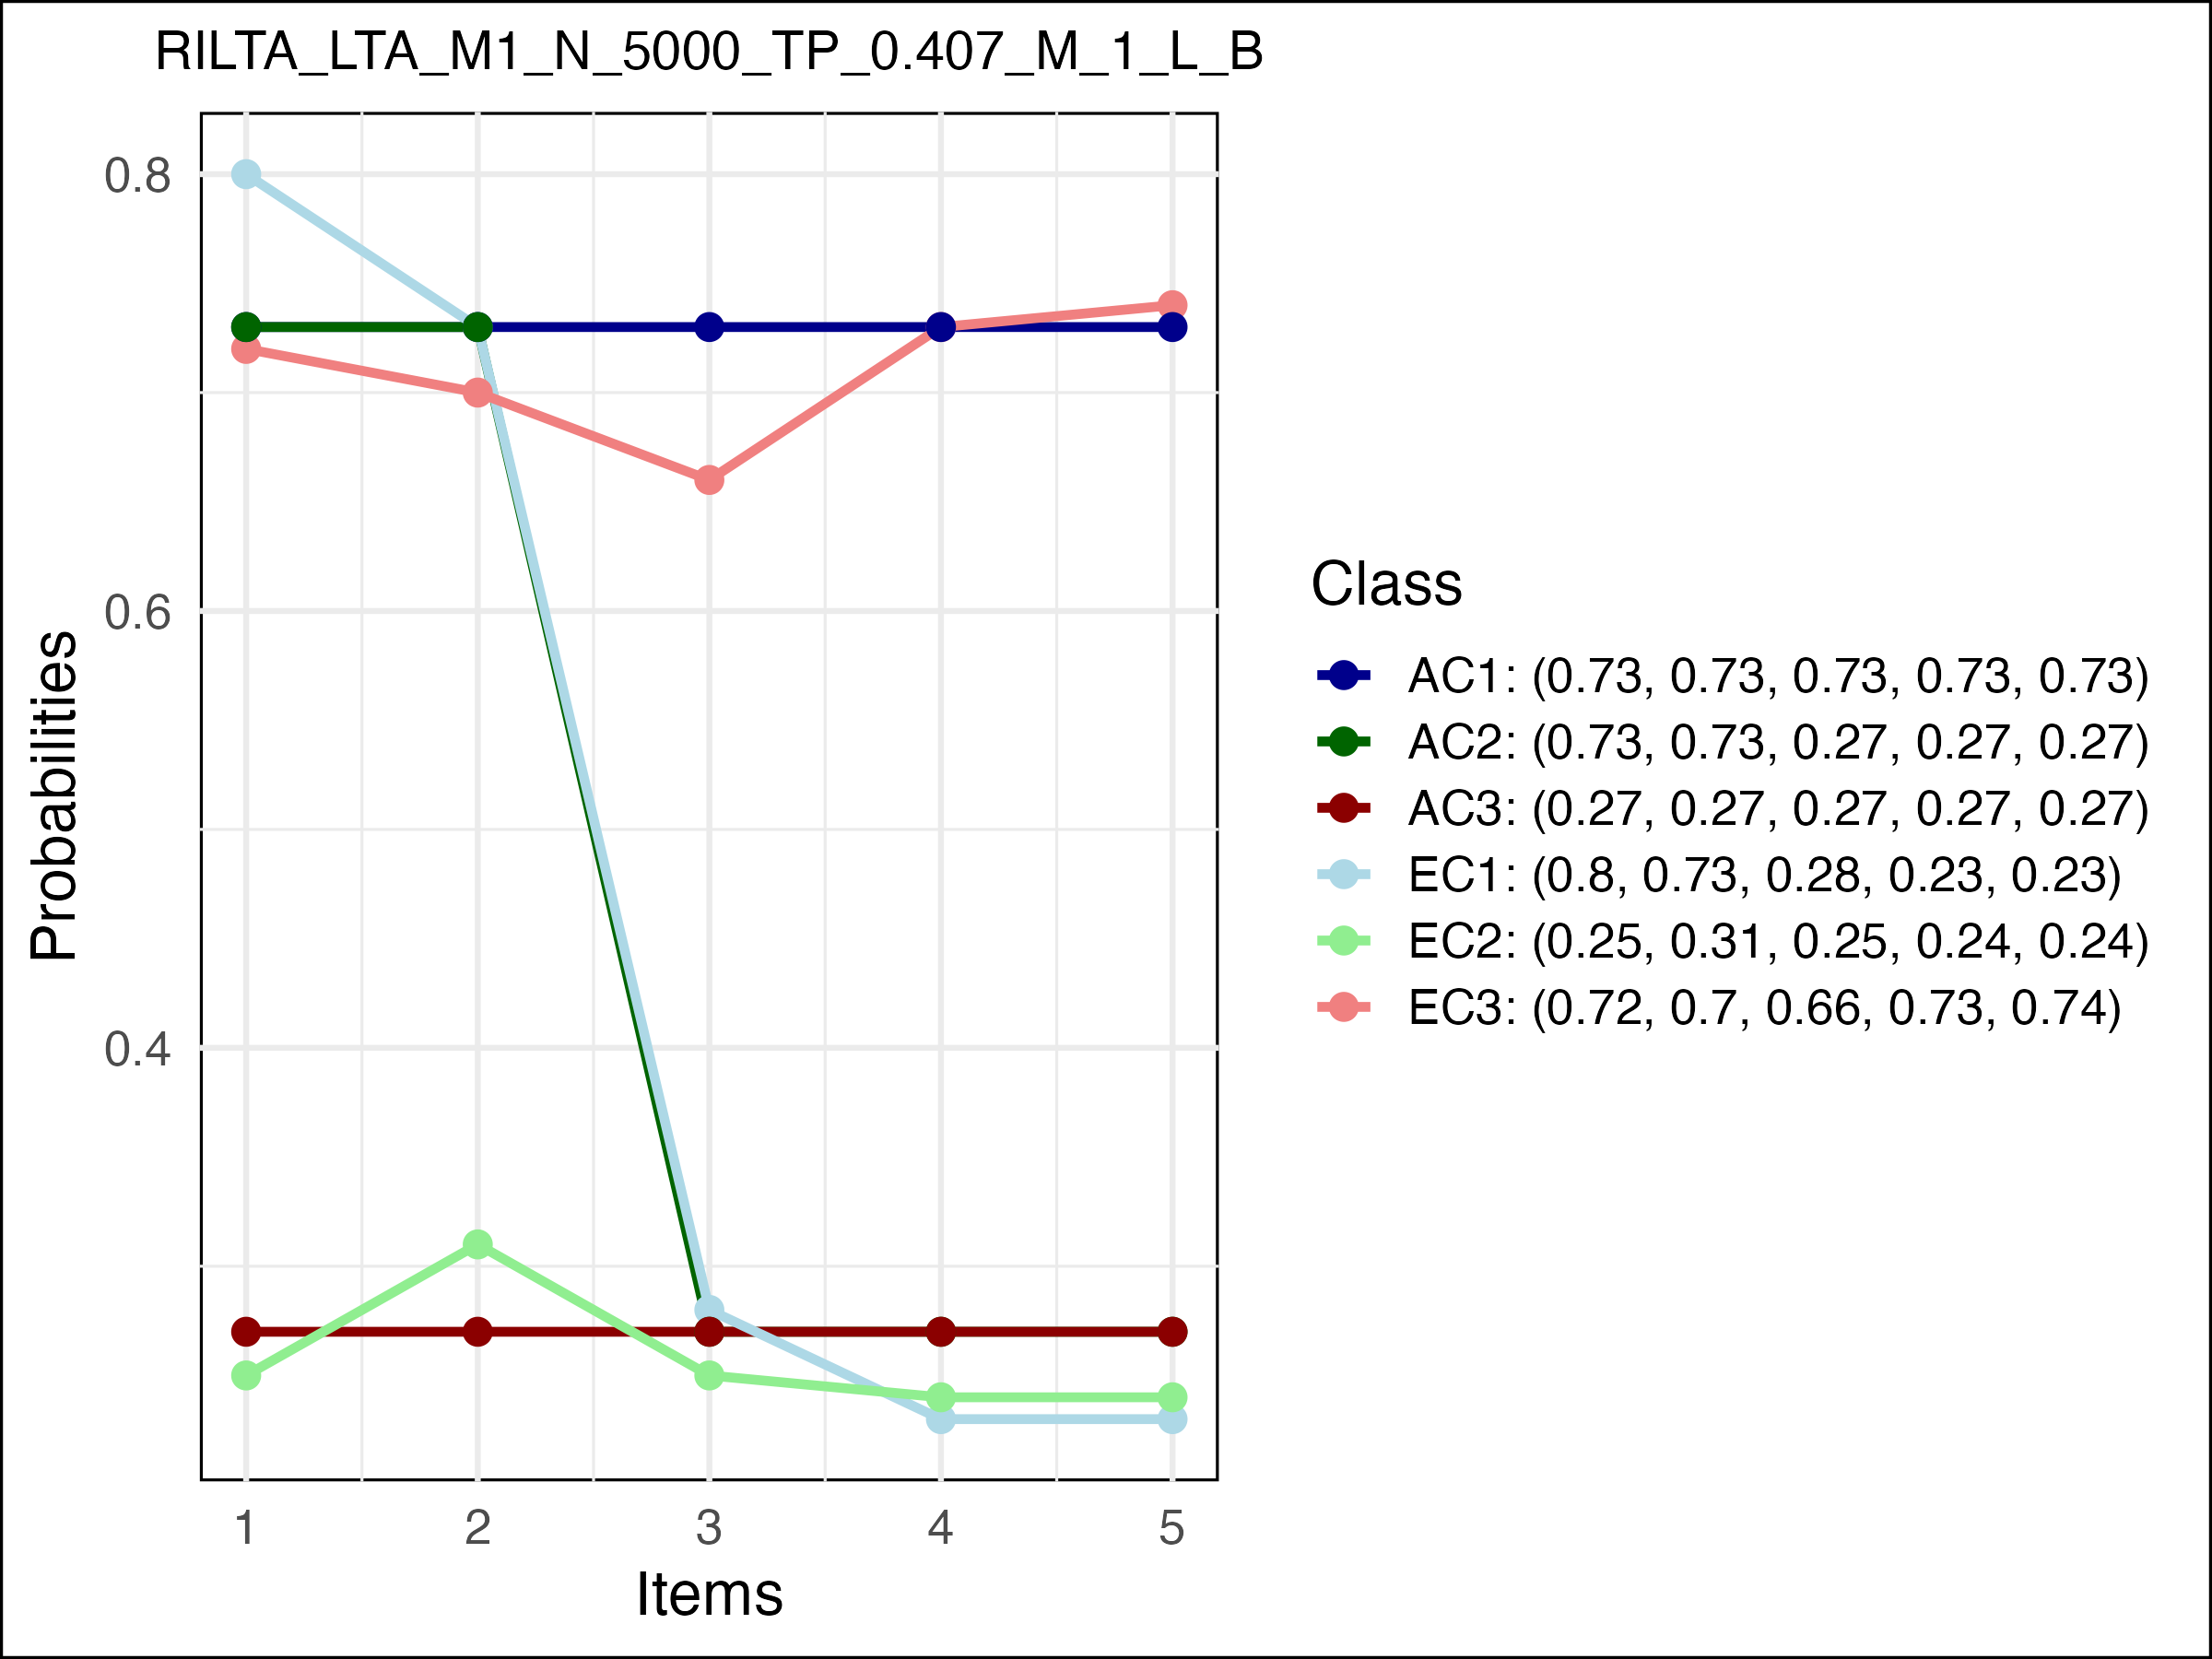 RILTA_LTA_M1_N_5000_TP_0.407_M_1_L_B
0.8
0.6
0.4
Probabilities
1 2 3 4 5
Items
Class
AC1: (0.73, 0.73, 0.73, 0.73, 0.73)
AC2: (0.73, 0.73, 0.27, 0.27, 0.27)
AC3: (0.27, 0.27, 0.27, 0.27, 0.27)
EC1: (0.8, 0.73, 0.28, 0.23, 0.23)
EC2: (0.25, 0.31, 0.25, 0.24, 0.24)
EC3: (0.72, 0.7, 0.66, 0.73, 0.74)